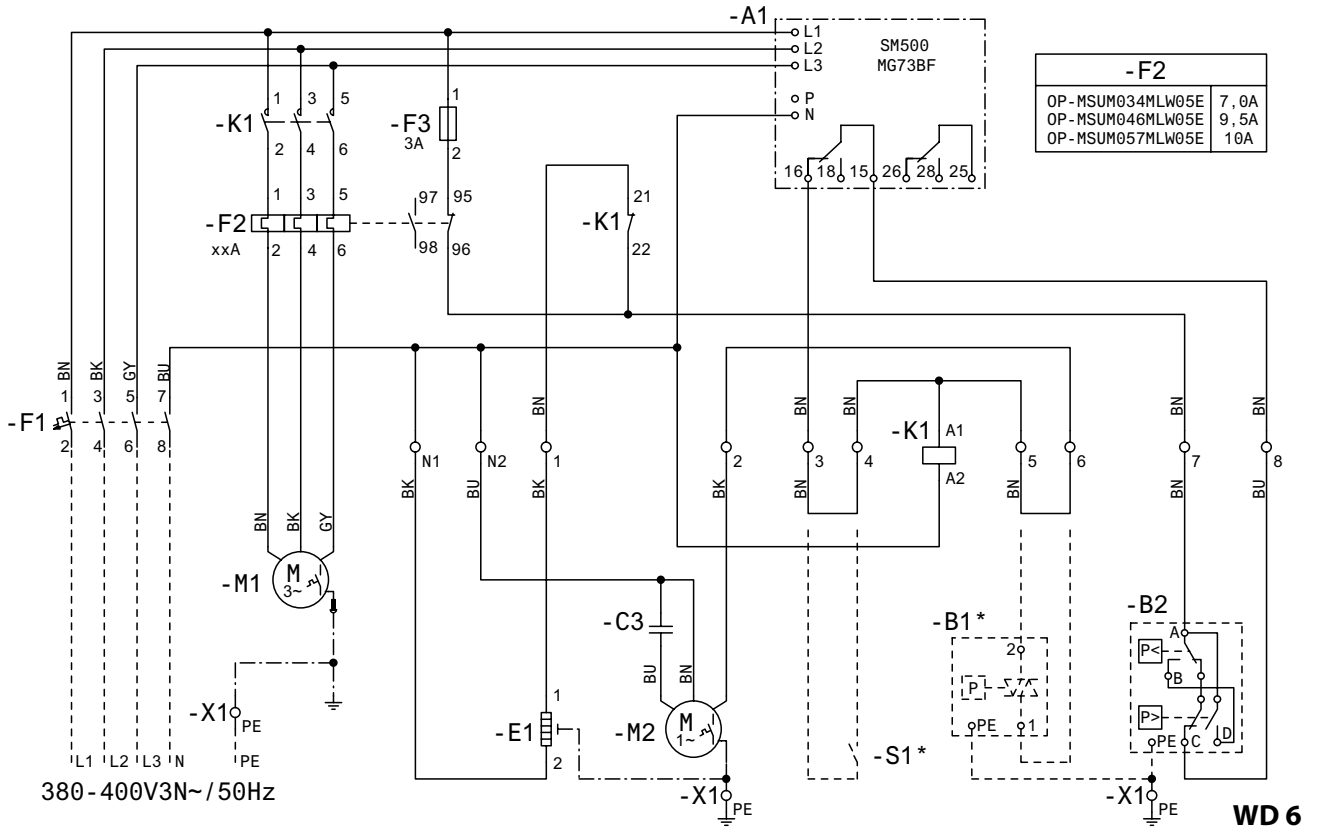 -A1
L1
L2
L3
P
N
SM500
MG73BF
16 18 15 26 28 25
-F2
OP-MSUM034MLW05E 7,0A
OP-MSUM046MLW05E 9,5A
OP-MSUM057MLW05E 10A
-K1
1 3 5
2 4 6
-F3
3A
1
2
-F2
xxA
1 3 5
2 4 6
97 95
98 96
-K1
21
22
BN BK GY BU
-F1
1 3 5 7
2 4 6 8
N1
N2
BK
BU
BN
1
BK
2
BK
BN
3
BN
BN
4
-K1
A1
A2
5
BN
6
BN
7
BN
BN
8
BU
BN BK GY
-M1
M
3~
-X1
PE
L1 L2 L3 N PE
380-400V3N~/50Hz
-E1
1
2
-C3
BU
BN
-M2
M
1~
-X1
PE
-S1*
-B1*
2
P
PE
1
-B2
A
P<
B
P>
PE
C
D
-X1
PE
WD 6